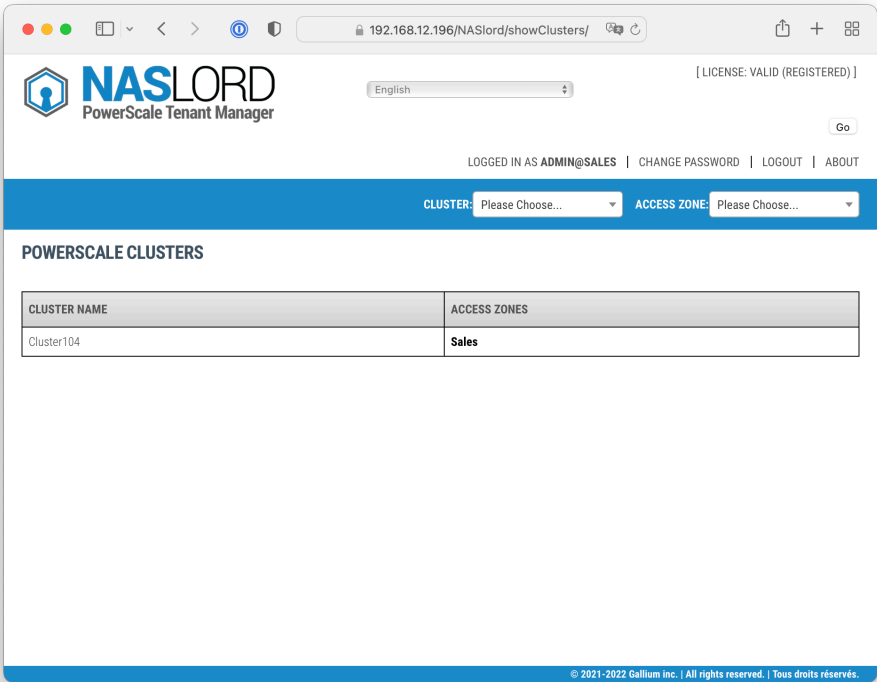 192.168.12.196/NASlord/showClusters/
NASLORD
PowerScale Tenant Manager
English
[ LICENSE: VALID (REGISTERED) ]
Go
LOGGED IN AS ADMIN@SALES | CHANGE PASSWORD | LOGOUT | ABOUT
CLUSTER: Please Choose... ACCESS ZONE: Please Choose...
POWERSCALE CLUSTERS
CLUSTER NAME ACCESS ZONES
Cluster104 Sales
© 2021-2022 Gallium inc. | All rights reserved. | Tous droits réservés.